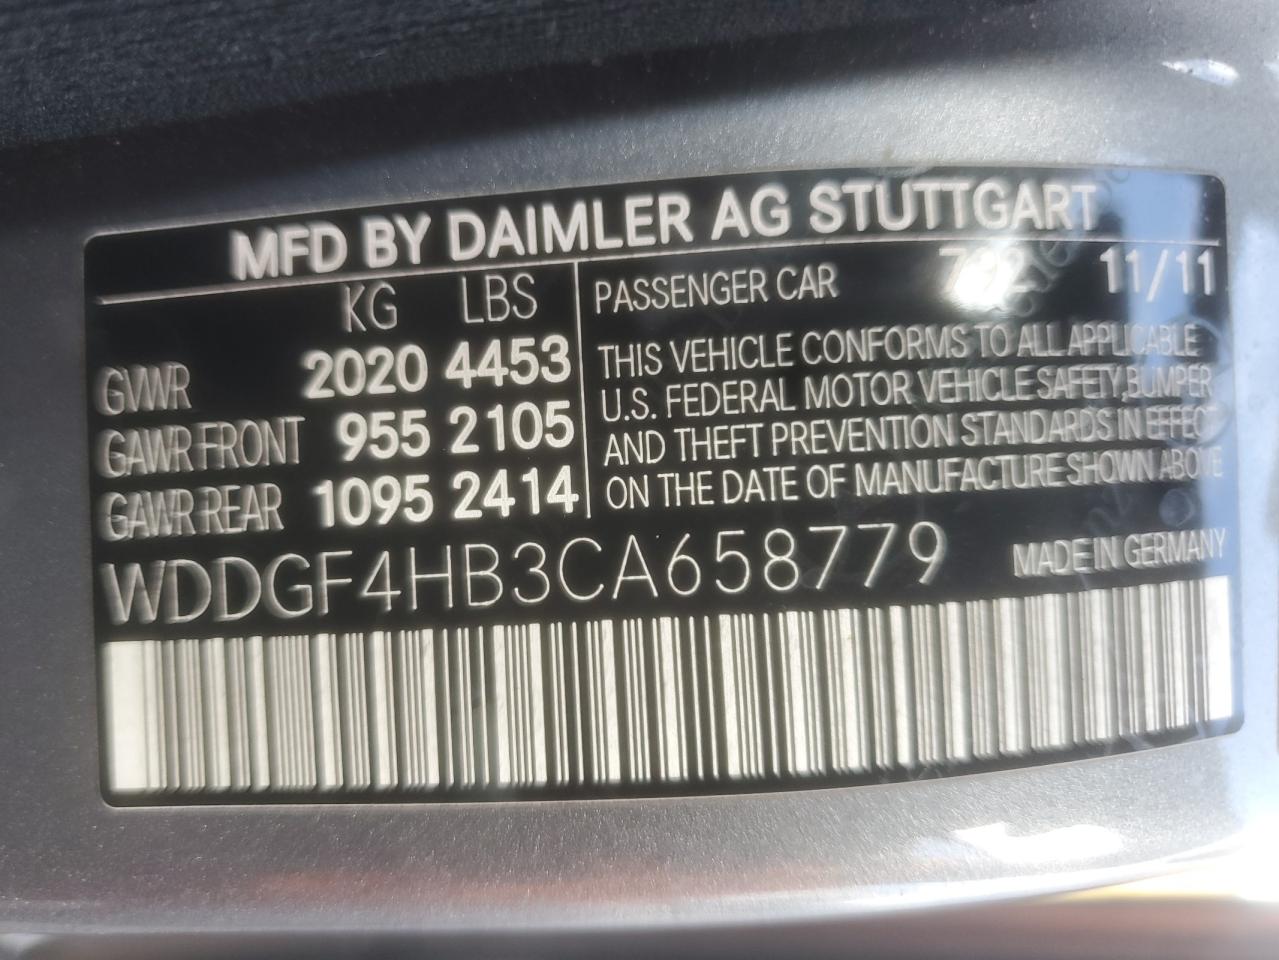 MFD BY DAIMLER AG STUTTGART
KG LBS
GVWR 2020 4453
GAWR FRONT 955 2105
GAWR REAR 1095 2414
PASSENGER CAR 792 11/11
THIS VEHICLE CONFORMS TO ALL APPLICABLE
U.S. FEDERAL MOTOR VEHICLE SAFETY, BUMPER
AND THEFT PREVENTION STANDARDS IN EFFECT
ON THE DATE OF MANUFACTURE SHOWN ABOVE
WDDGF4HB3CA658779
MADE IN GERMANY